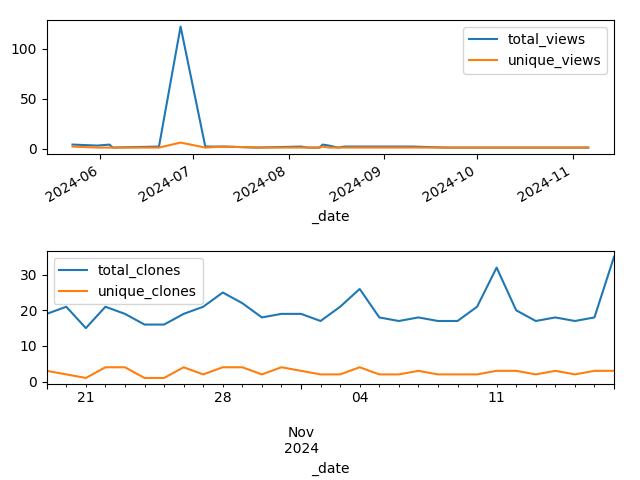 total_views
unique_views
100
50
0
2024-06
2024-07
2024-08
2024-09
2024-10
2024-11
_date
total_clones
unique_clones
30
20
10
0
21
28
04
11
Nov
2024
_date